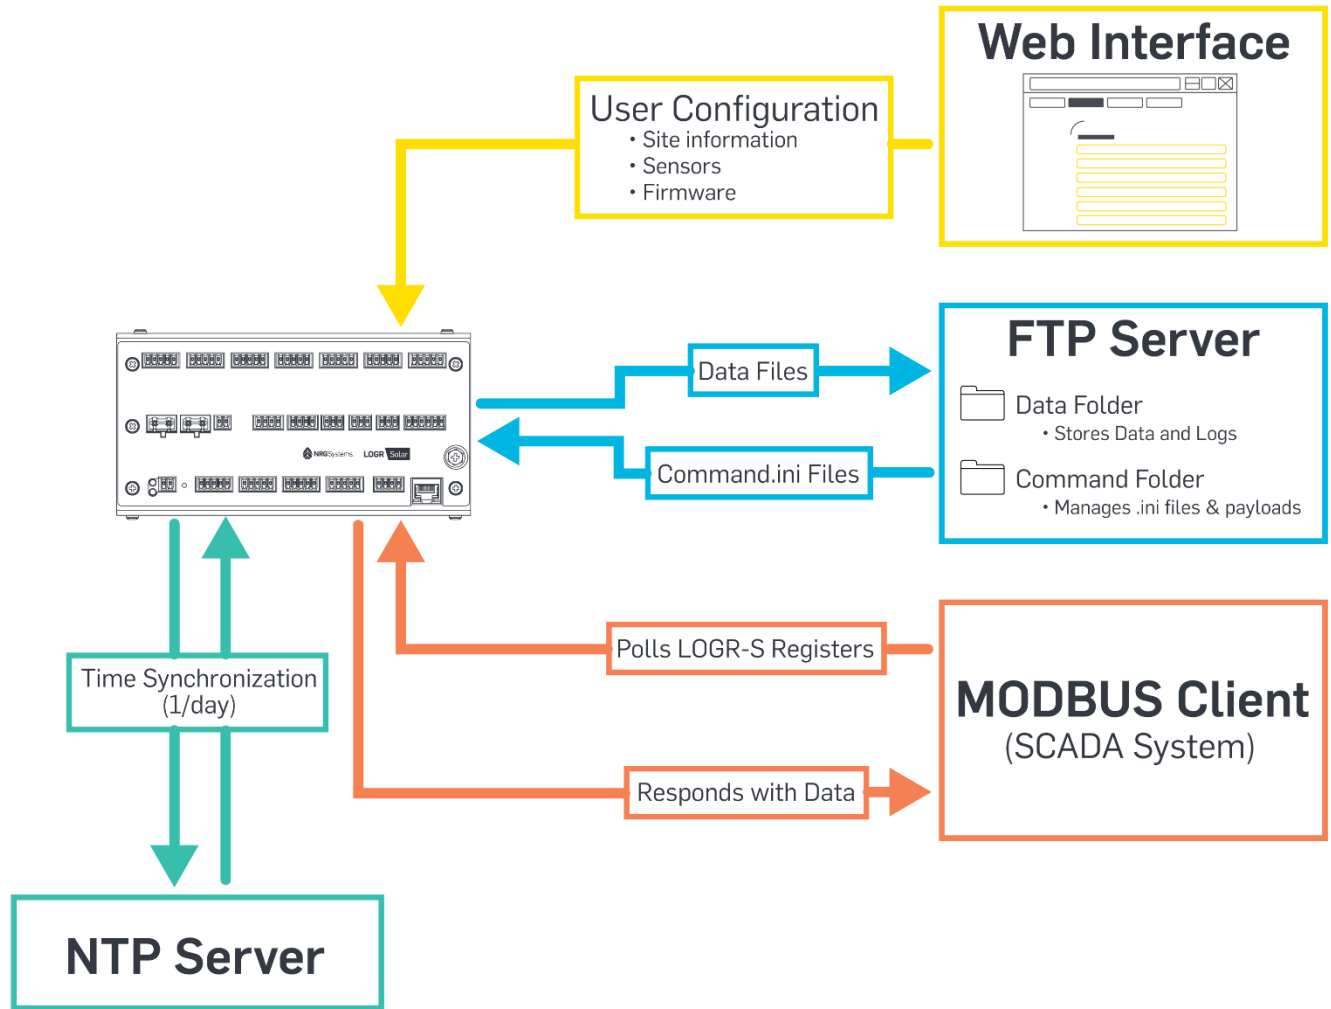 Web Interface
User Configuration
• Site information
• Sensors
• Firmware
FTP Server
Data Files
Data Folder
• Stores Data and Logs
Command.ini Files
Command Folder
• Manages .ini files & payloads
NRGSystems. LOGR Solar
Polls LOGR-S Registers
MODBUS Client
(SCADA System)
Responds with Data
Time Synchronization
(1/day)
NTP Server